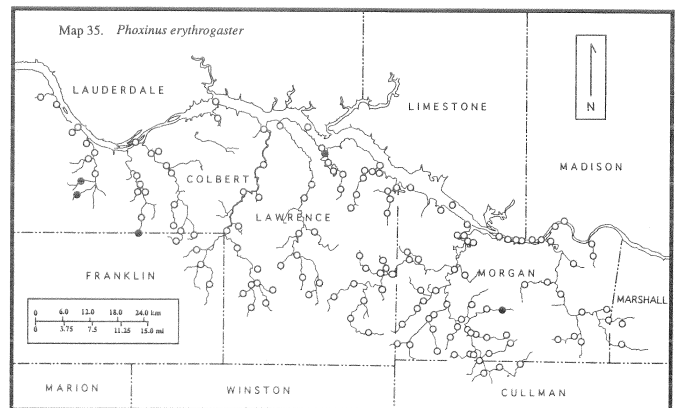 Map 35. Phoxinus erythrogaster
LAUDERDALE
LIMESTONE
N
MADISON
COLBERT
LAWRENCE
FRANKLIN
MORGAN
MARSHALL
0 6.0 12.0 18.0 24.0 km
0 3.75 7.5 11.25 15.0 mi
MARION
WINSTON
CULLMAN